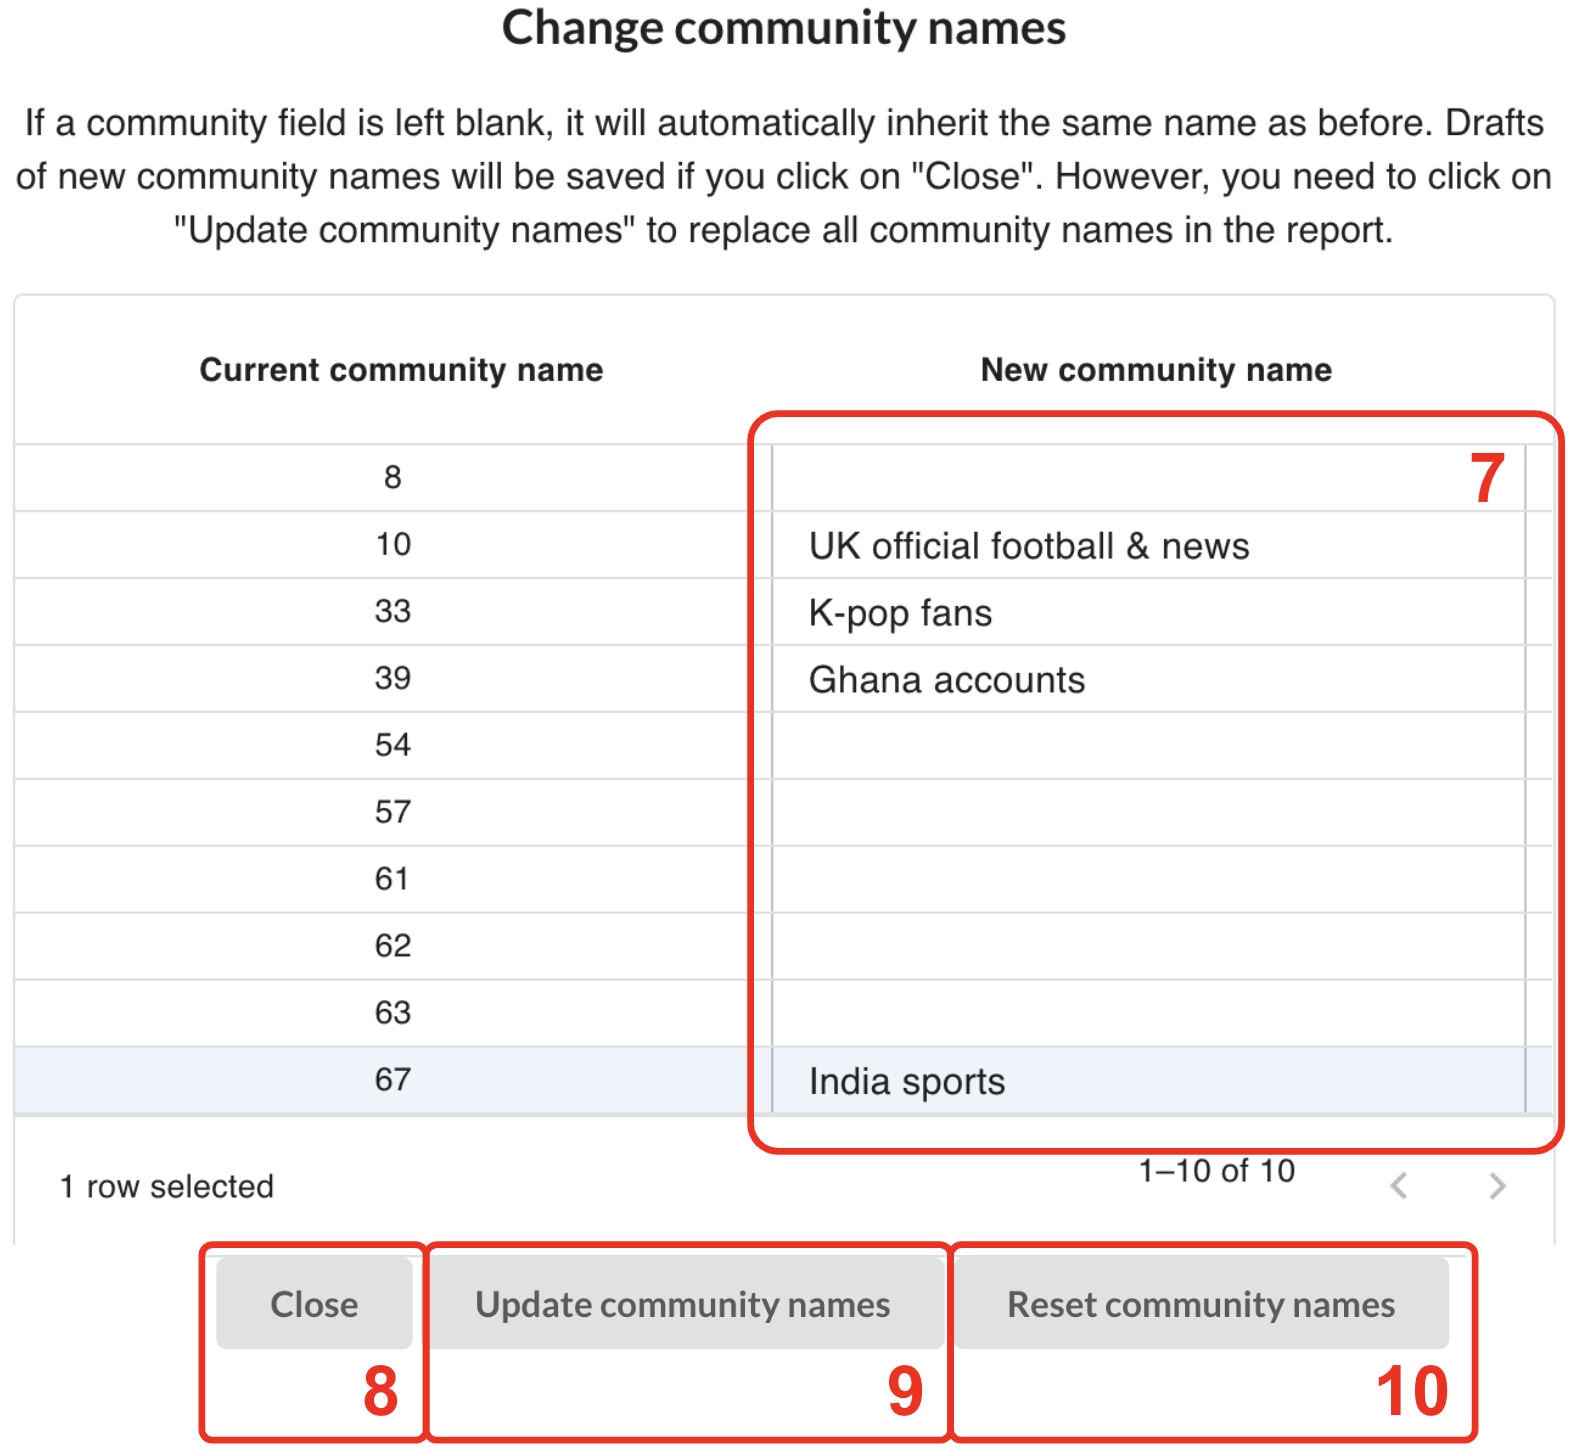 Change community names
If a community field is left blank, it will automatically inherit the same name as before. Drafts
of new community names will be saved if you click on "Close". However, you need to click on
"Update community names" to replace all community names in the report.
Current community name New community name
8 7
10 UK official football & news
33 K-pop fans
39 Ghana accounts
54
57
61
62
63
67 India sports
1 row selected 1–10 of 10
Close Update community names Reset community names
8 9 10